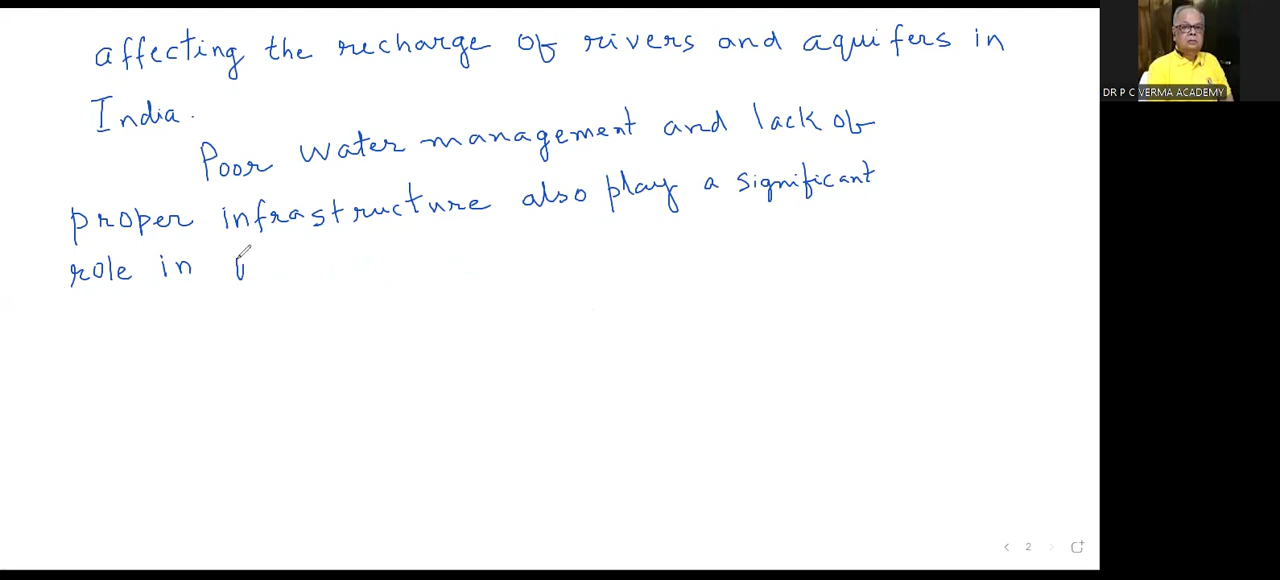 affecting the recharge of rivers and aquifers in
India.
Poor water management and lack of
proper infrastructure also play a significant
role in
DR P C VERMA ACADEMY
2